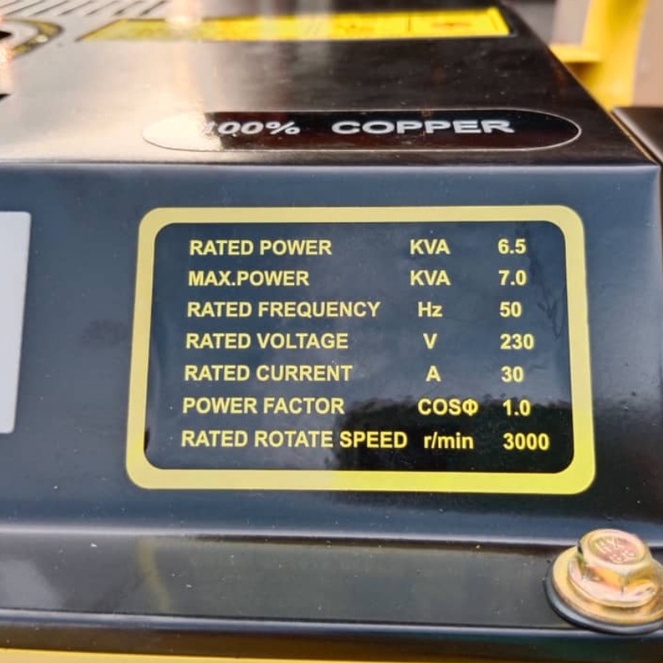 100% COPPER
RATED POWER KVA 6.5
MAX.POWER KVA 7.0
RATED FREQUENCY Hz 50
RATED VOLTAGE V 230
RATED CURRENT A 30
POWER FACTOR COSΦ 1.0
RATED ROTATE SPEED r/min 3000